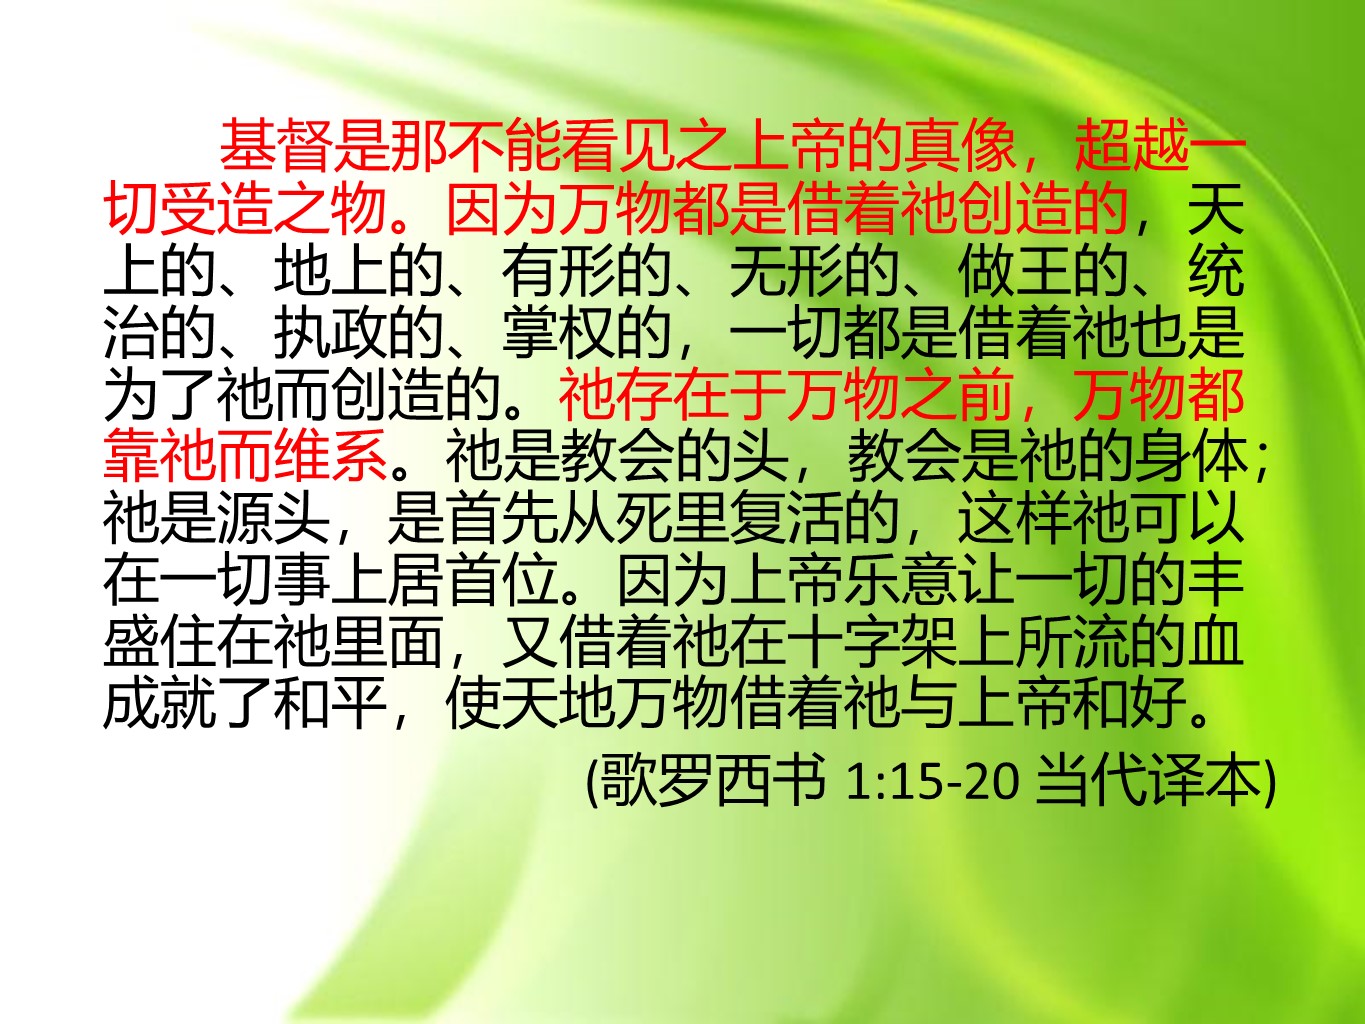 基督是那不能看见之上帝的真像，超越一
切受造之物。因为万物都是借着祂创造的，天
上的、地上的、有形的、无形的、做王的、统
治的、执政的、掌权的，一切都是借着祂也是
为了祂而创造的。祂存在于万物之前，万物都
靠祂而维系。祂是教会的头，教会是祂的身体；
祂是源头，是首先从死里复活的，这样祂可以
在一切事上居首位。因为上帝乐意让一切的丰
盛住在祂里面，又借着祂在十字架上所流的血
成就了和平，使天地万物借着祂与上帝和好。
(歌罗西书 1:15-20 当代译本)